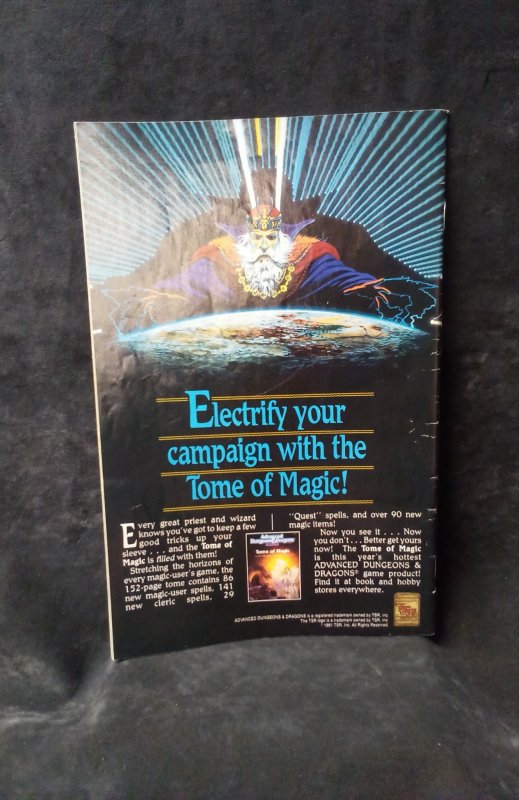 Electrify your
campaign with the
Tome of Magic!
Every great priest and wizard
knows you've got to keep a few
good tricks up your
sleeve . . . and the Tome of
Magic is filled with them!
Stretching the horizons of
every magic-user's game, the
152-page tome contains 86
new magic-user spells, 141
new cleric spells, 29
"Quest" spells, and over 90 new
magic items!
Now you see it . . . Now
you don't . . . Better get yours
now! The Tome of Magic
is this year's hottest
ADVANCED DUNGEONS &
DRAGONS® game product!
Find it at book and hobby
stores everywhere.
Advanced
Dungeons & Dragons
Tome of Magic
ADVANCED DUNGEONS & DRAGONS is a registered trademark owned by TSR, Inc.
The TSR logo is a trademark owned by TSR, Inc.
1991 TSR, Inc. All Rights Reserved.